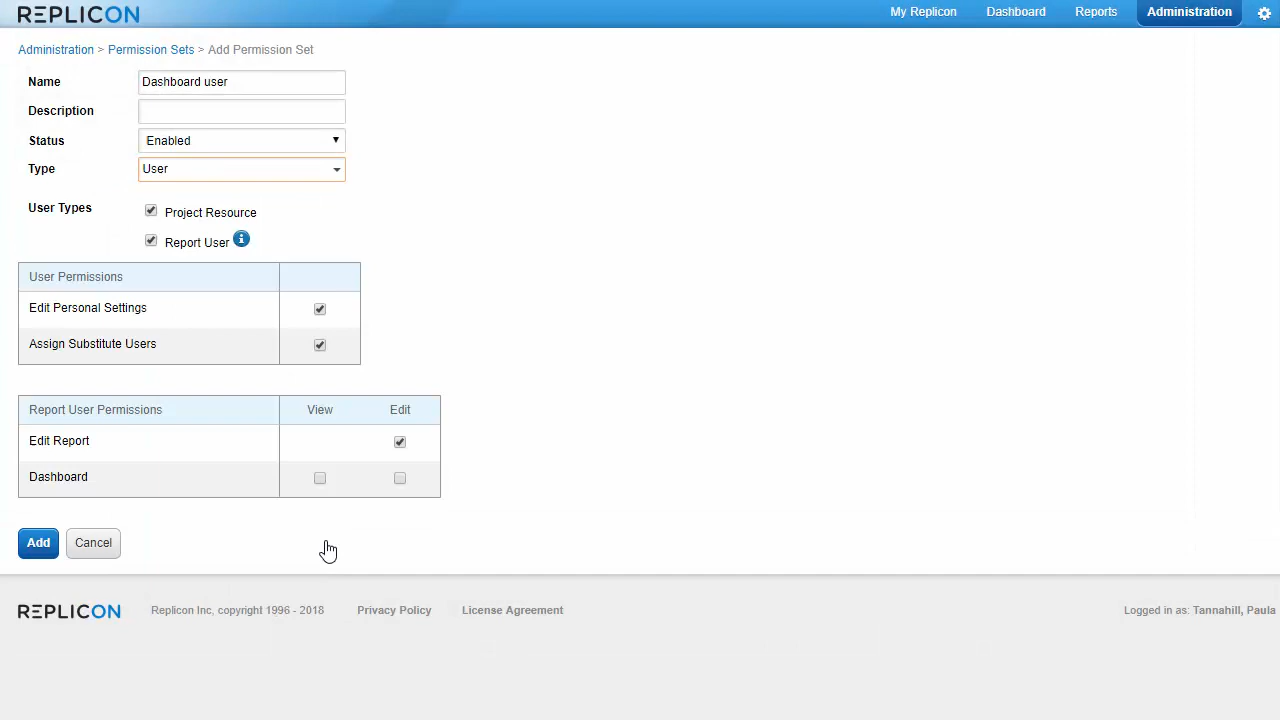 REPLICON
My Replicon Dashboard Reports Administration
Administration > Permission Sets > Add Permission Set
Name Dashboard user
Description
Status Enabled
Type User
User Types Project Resource
Report User
User Permissions
Edit Personal Settings
Assign Substitute Users
Report User Permissions View Edit
Edit Report
Dashboard
Add Cancel
REPLICON Replicon Inc, copyright 1996 - 2018 Privacy Policy License Agreement Logged in as: Tannahill, Paula